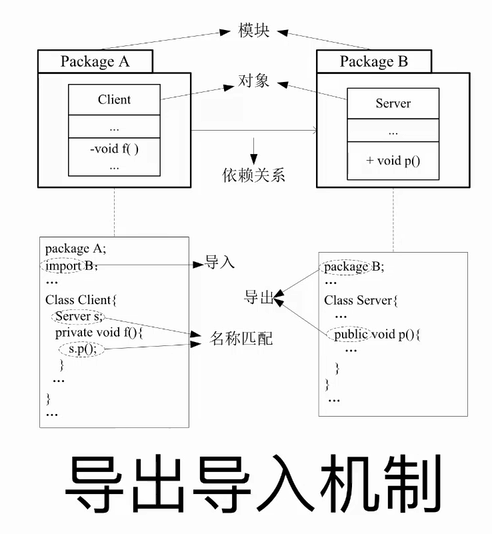 模块
Package A
Package B
对象
Client
...
-void f( )
...
Server
...
+ void p()
依赖关系
package A;
import B;
...
Class Client{
Server s;
private void f(){
s.p();
}
...
}
...
导入
导出
名称匹配
package B;
...
Class Server{
...
public void p(){
...
}
}
...
导出导入机制